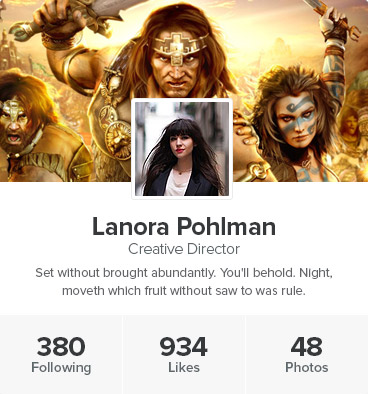 Lanora Pohlman
Creative Director
Set without brought abundantly. You'll behold. Night,
moveth which fruit without saw to was rule.
380 934 48
Following Likes Photos